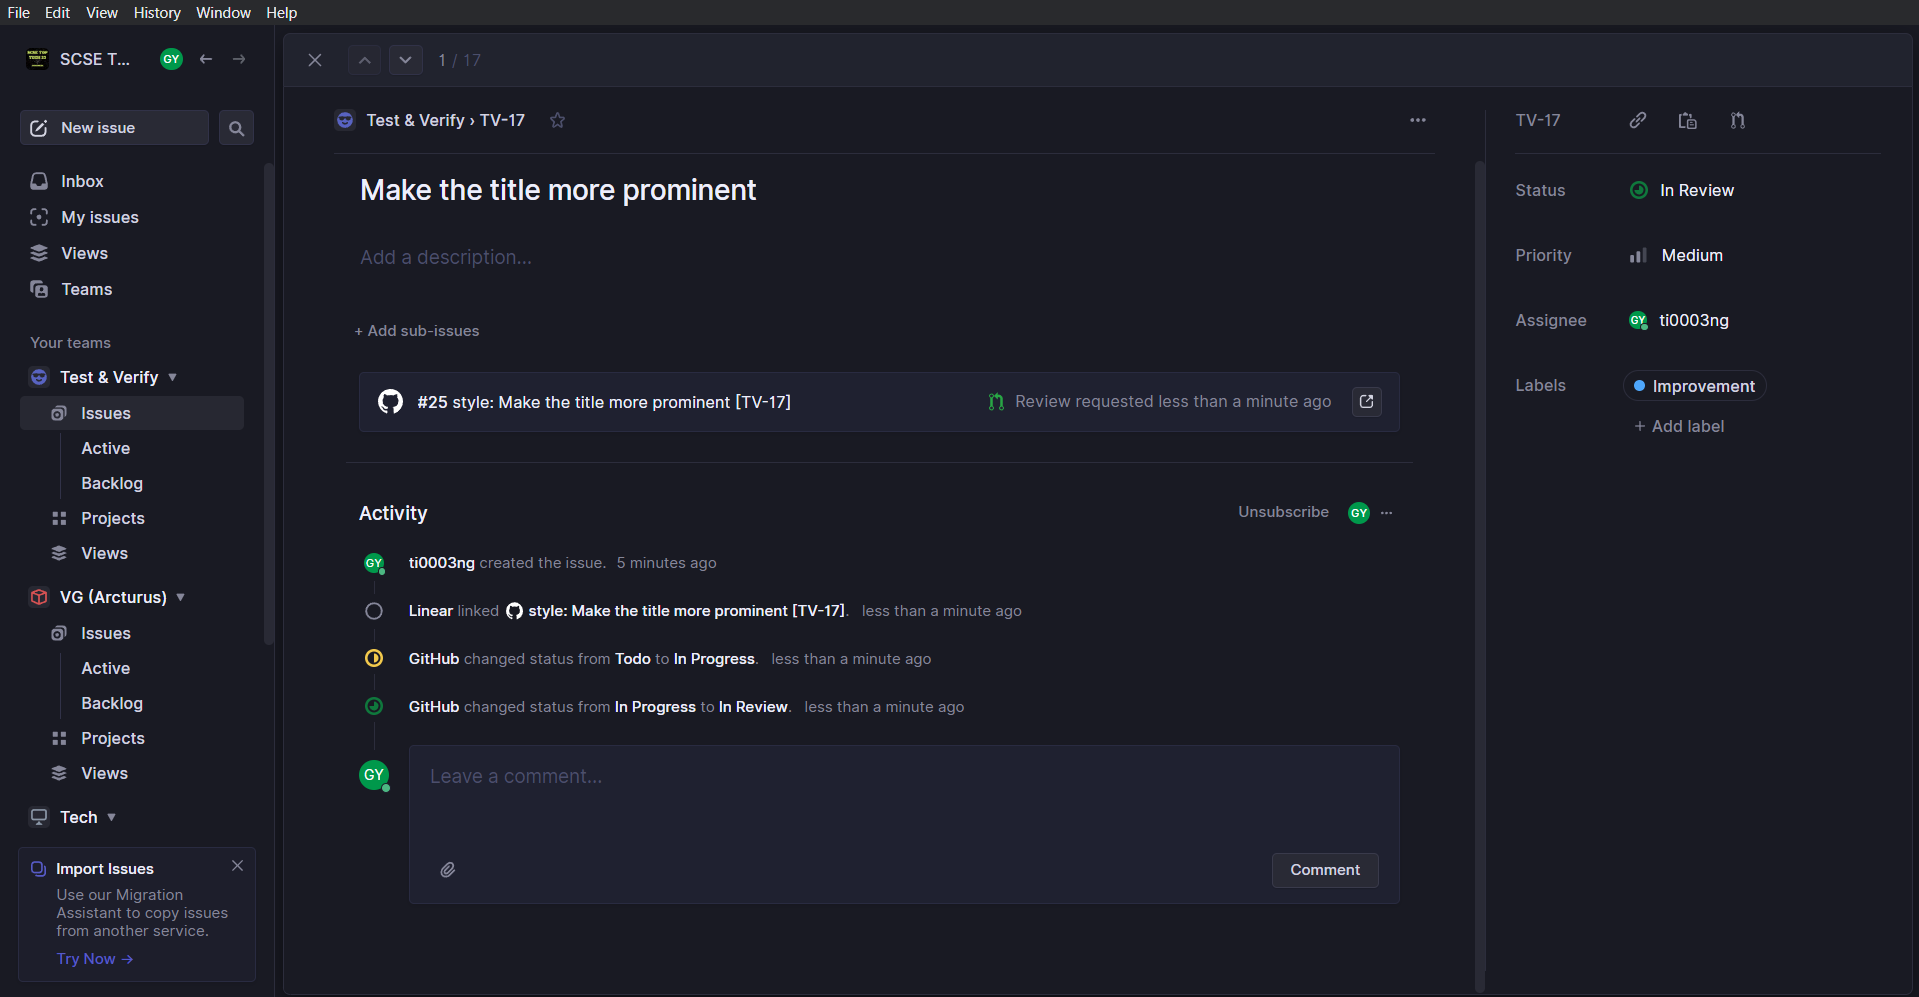 File Edit View History Window Help
SCSE T... GY
New issue
Inbox
My issues
Views
Teams
Your teams
Test & Verify
Issues
Active
Backlog
Projects
Views
VG (Arcturus)
Issues
Active
Backlog
Projects
Views
Tech
Import Issues
Use our Migration
Assistant to copy issues
from another service.
Try Now →
1 / 17
Test & Verify › TV-17
Make the title more prominent
Add a description...
+ Add sub-issues
#25 style: Make the title more prominent [TV-17] Review requested less than a minute ago
Activity Unsubscribe GY
GY ti0003ng created the issue. 5 minutes ago
Linear linked style: Make the title more prominent [TV-17]. less than a minute ago
GitHub changed status from Todo to In Progress. less than a minute ago
GitHub changed status from In Progress to In Review. less than a minute ago
GY Leave a comment...
Comment
TV-17
Status In Review
Priority Medium
Assignee GY ti0003ng
Labels Improvement
+ Add label